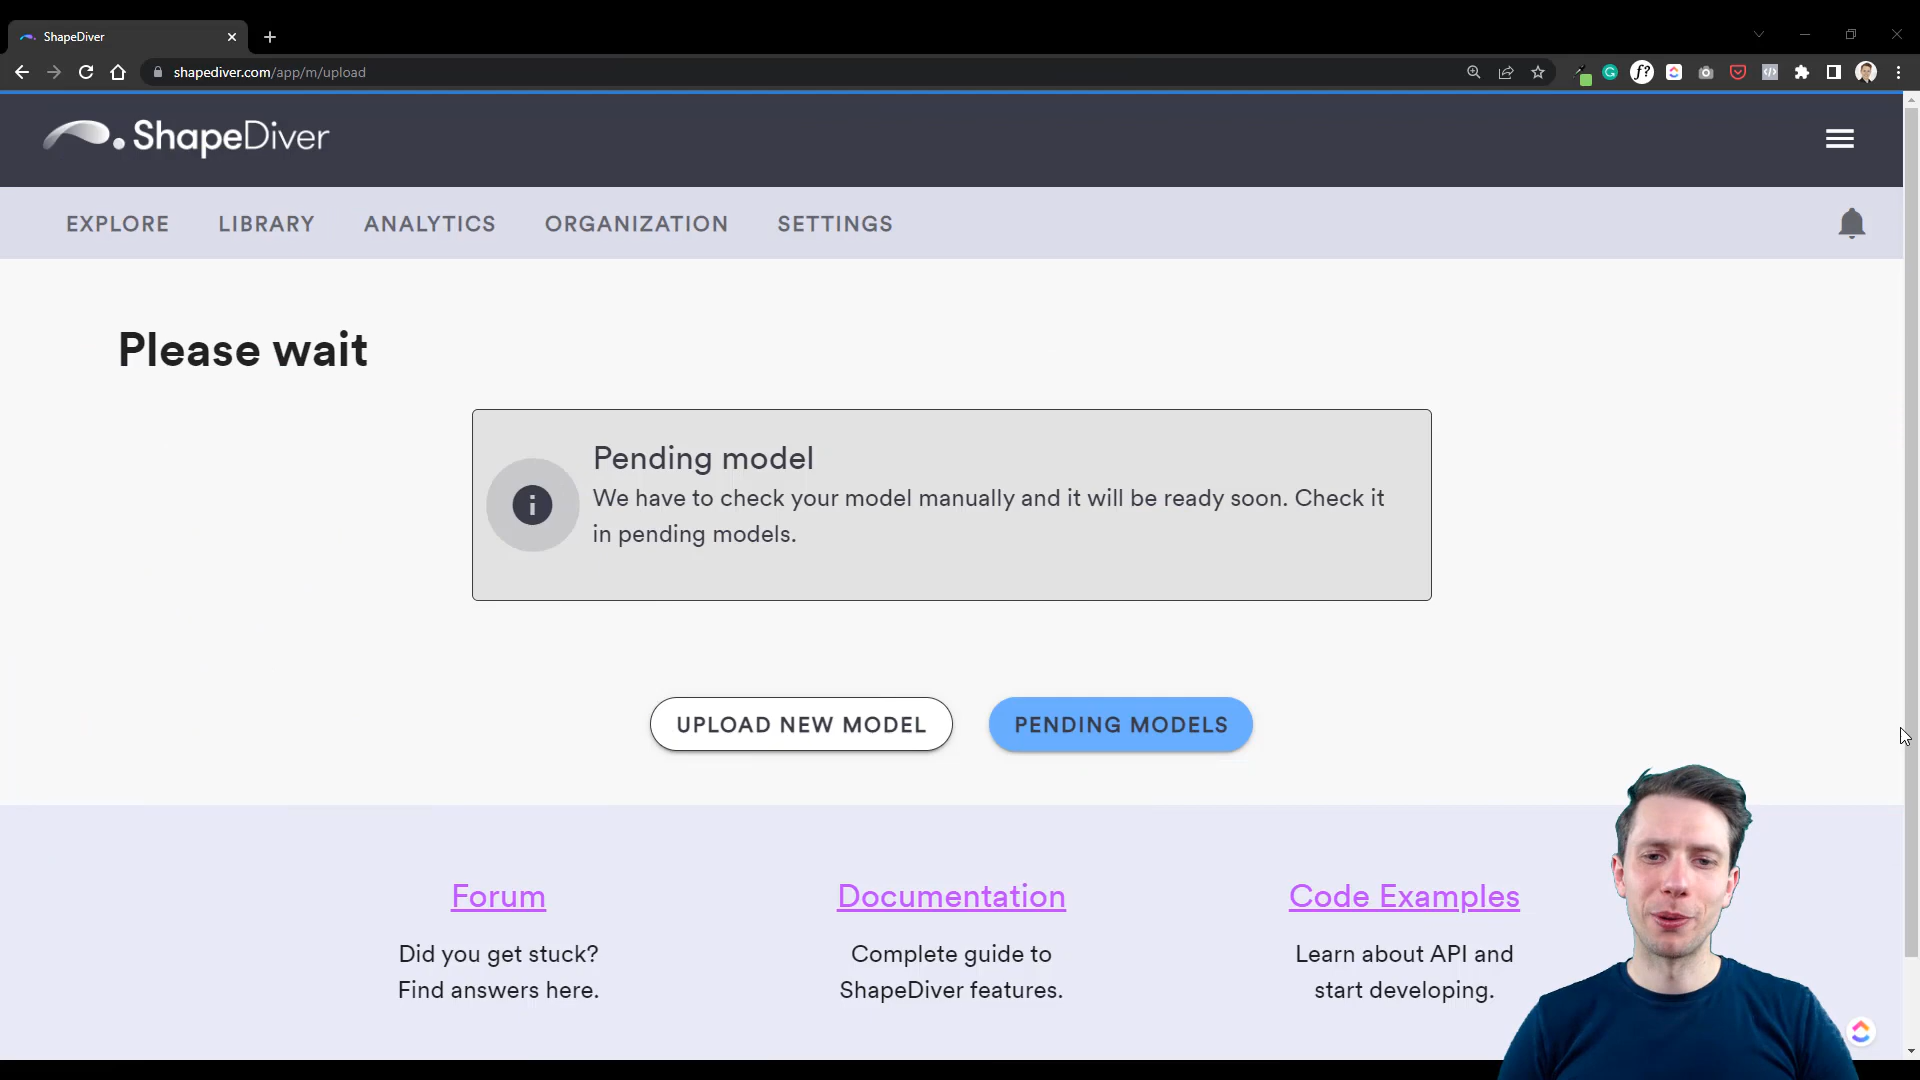 ShapeDiver
shapediver.com/app/m/upload
f?
ShapeDiver
EXPLORE LIBRARY ANALYTICS ORGANIZATION SETTINGS
Please wait
Pending model
We have to check your model manually and it will be ready soon. Check it
in pending models.
UPLOAD NEW MODEL PENDING MODELS
Forum
Did you get stuck?
Find answers here.
Documentation
Complete guide to
ShapeDiver features.
Code Examples
Learn about API and
start developing.